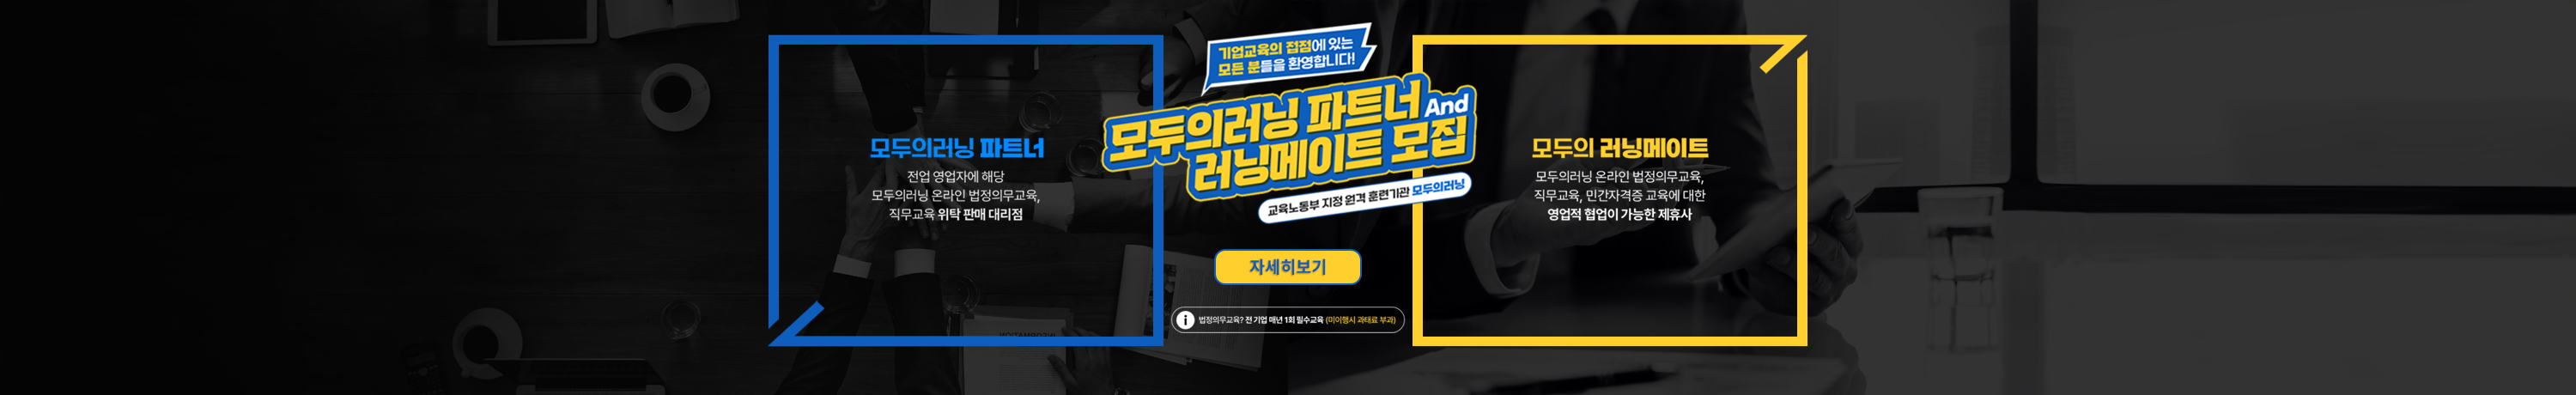 기업교육의 접점에 있는
모든 분들을 환영합니다!
모두의러닝 파트너 And
러닝메이트 모집
교육노동부 지정 원격 훈련기관 모두의러닝
모두의러닝 파트너
전업 영업자에 해당
모두의러닝 온라인 법정의무교육,
직무교육 위탁 판매 대리점
모두의 러닝메이트
모두의러닝 온라인 법정의무교육,
직무교육, 민간자격증 교육에 대한
영업적 협업이 가능한 제휴사
자세히보기
i 법정의무교육? 전 기업 매년 1회 필수교육 (미이행시 과태료 부과)